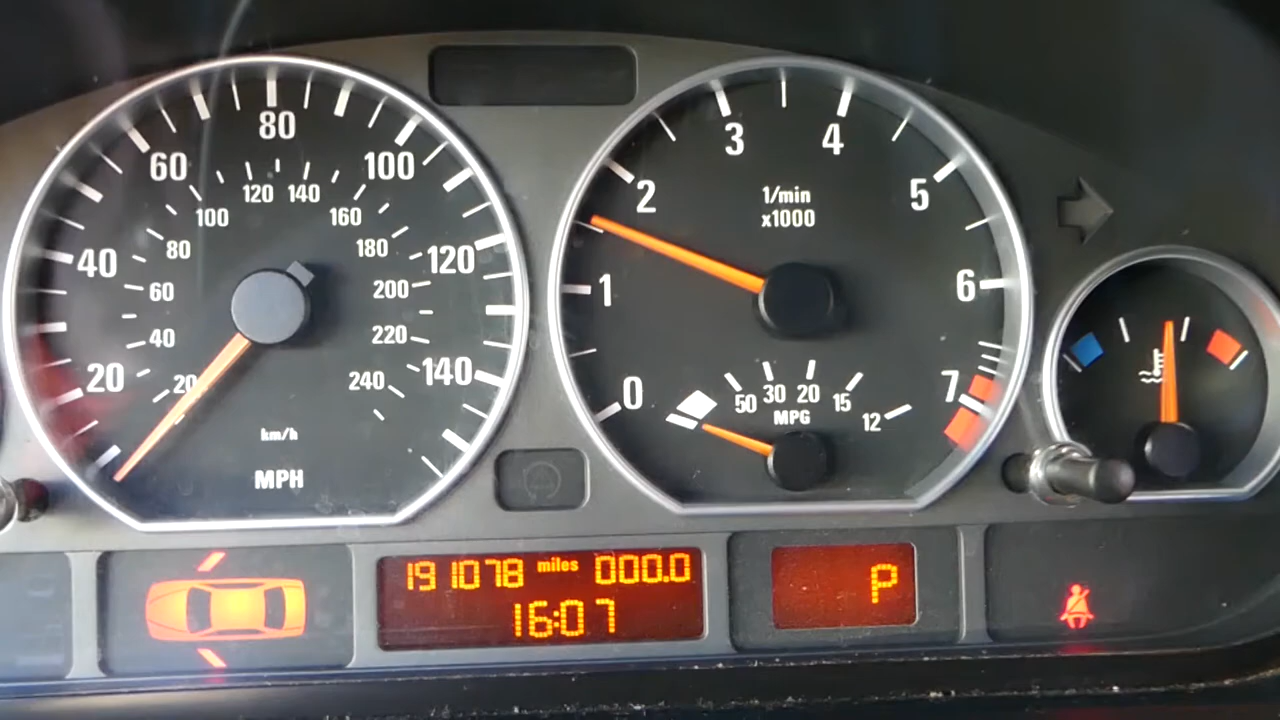 20 40 60 80 100 120 140
20 40 60 80 100 120 140 160 180 200 220 240
km/h
MPH
0 1 2 3 4 5 6 7
1/min
x1000
50 30 20 15 12
MPG
191078 miles 000.0
16:07
P